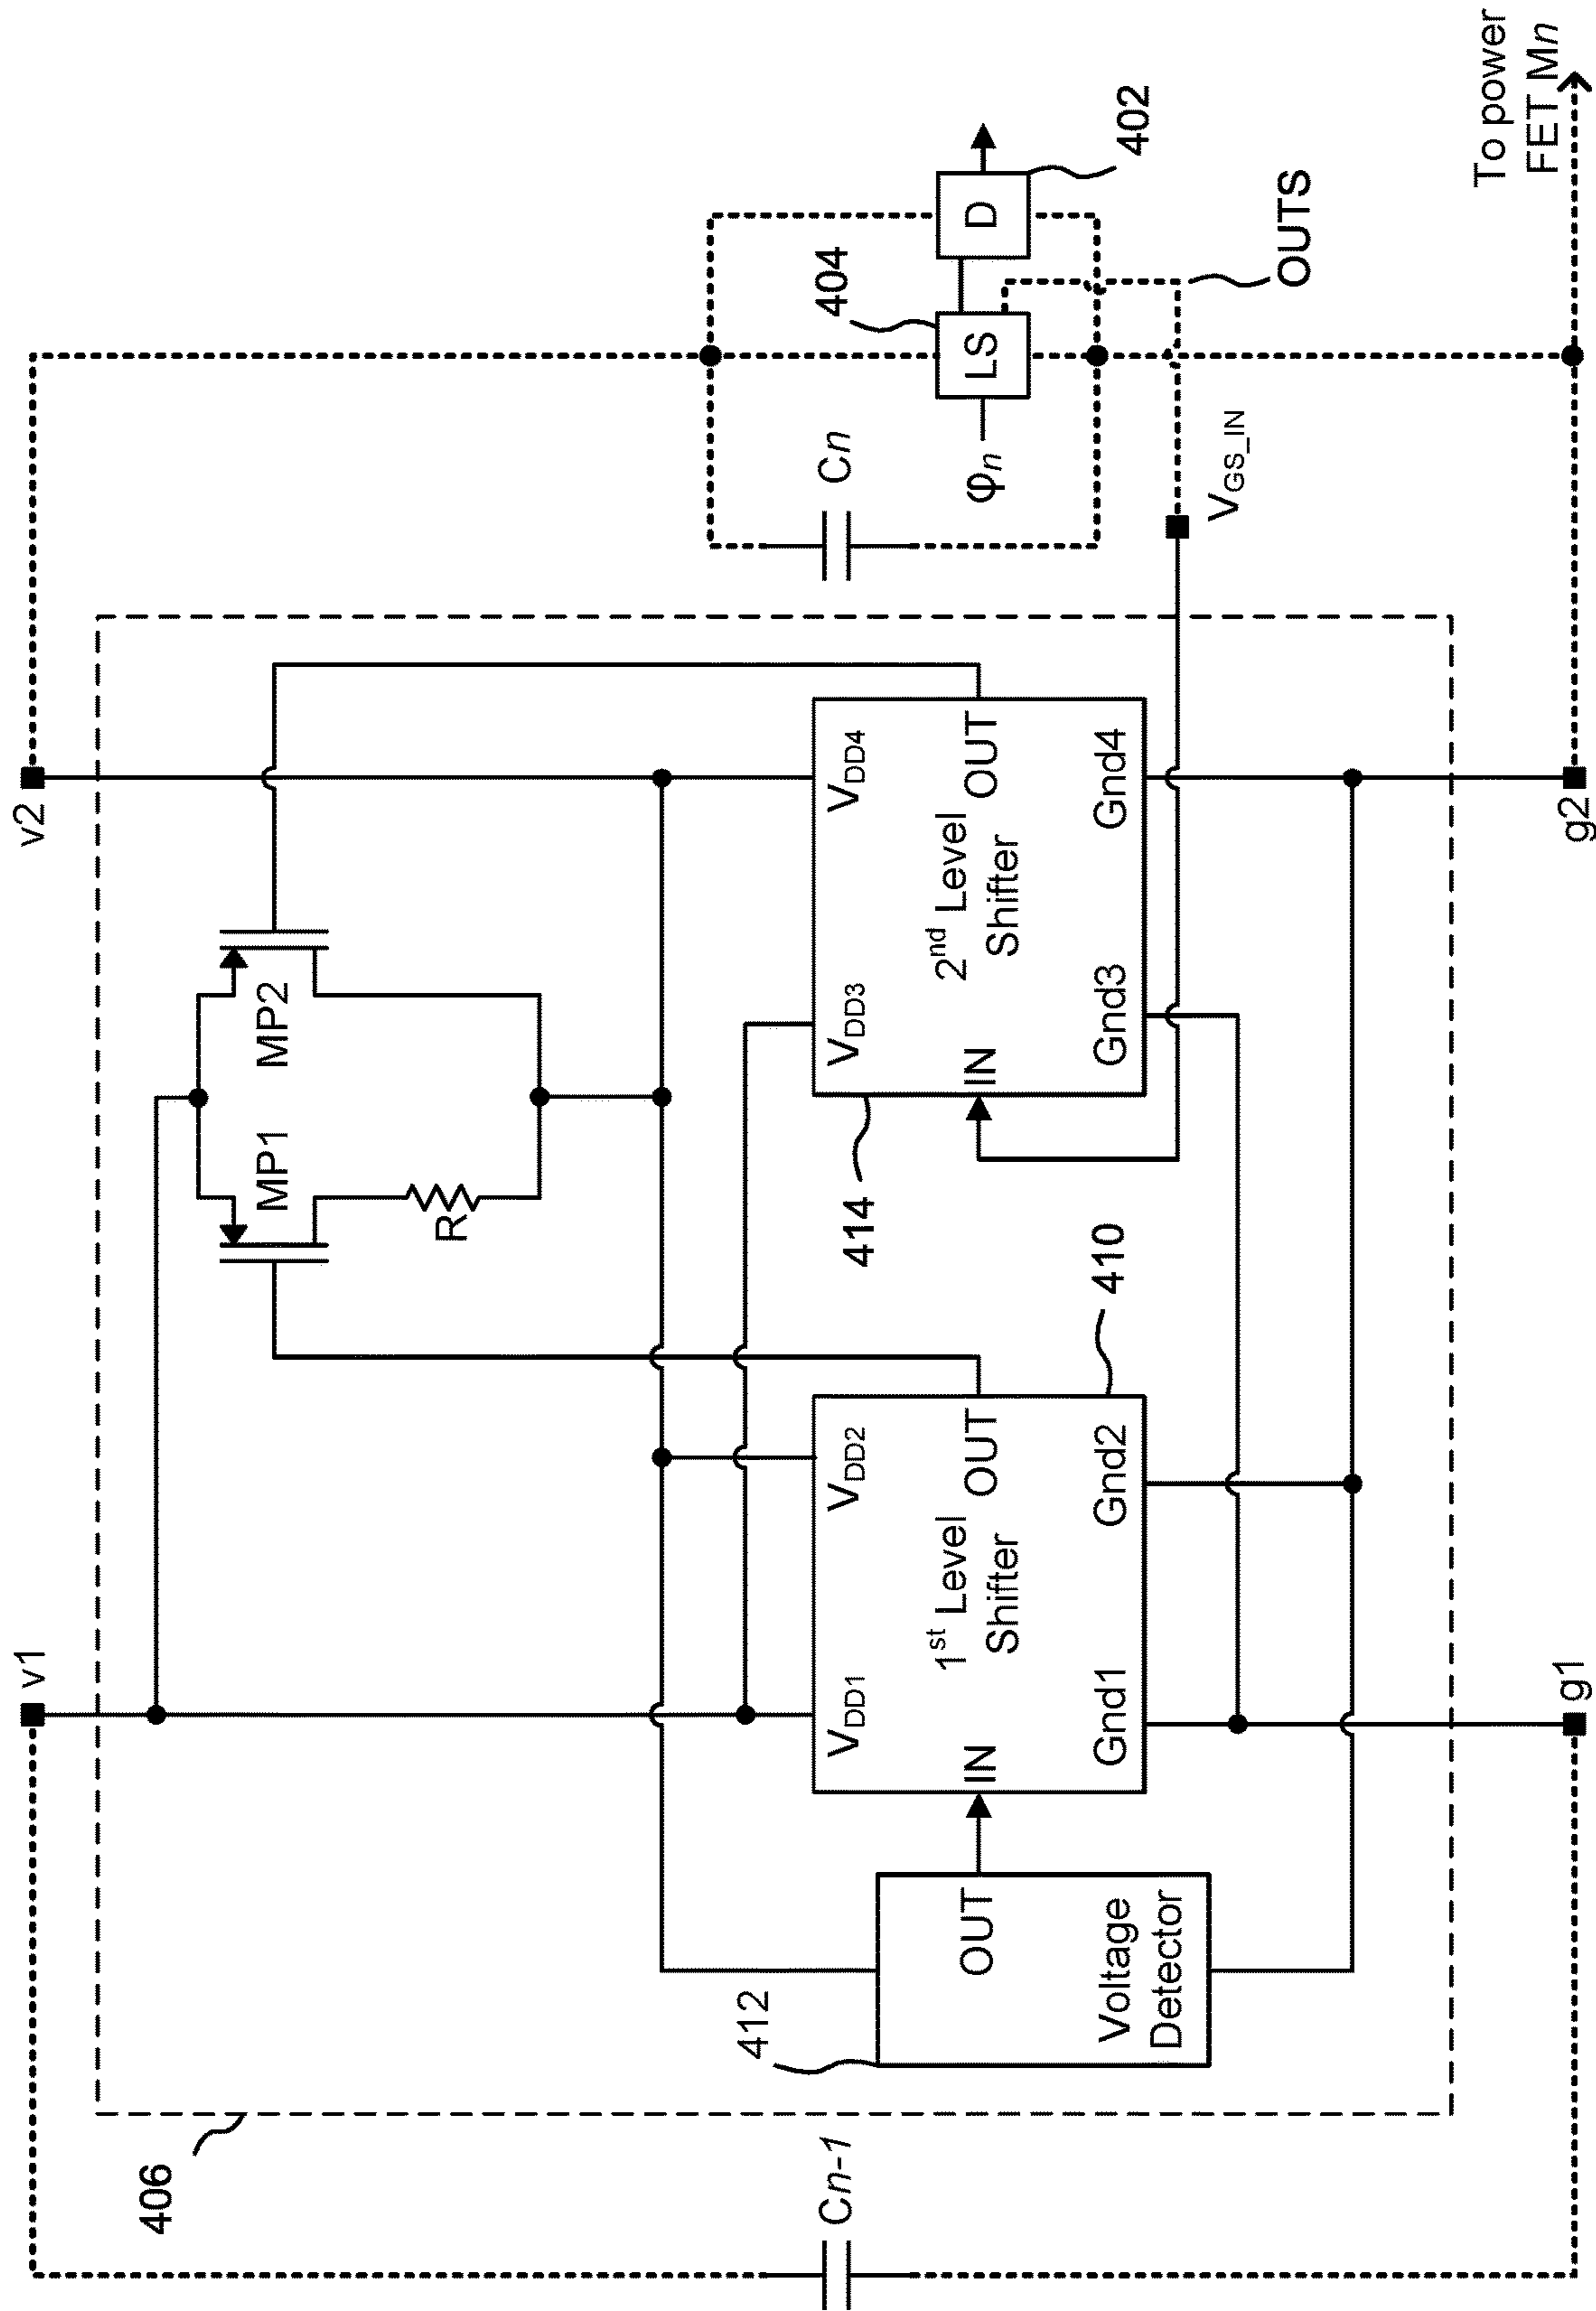 406
v1
v2
MP1
MP2
R
Cn-1
412
OUT
Voltage
Detector
VDD1
VDD2
1st Level
Shifter
IN
OUT
Gnd1
Gnd2
410
414
VDD3
VDD4
2nd Level
Shifter
IN
OUT
Gnd3
Gnd4
Cn
φn
LS
D
404
402
VGS_IN
OUTS
g1
g2
To power
FET Mn